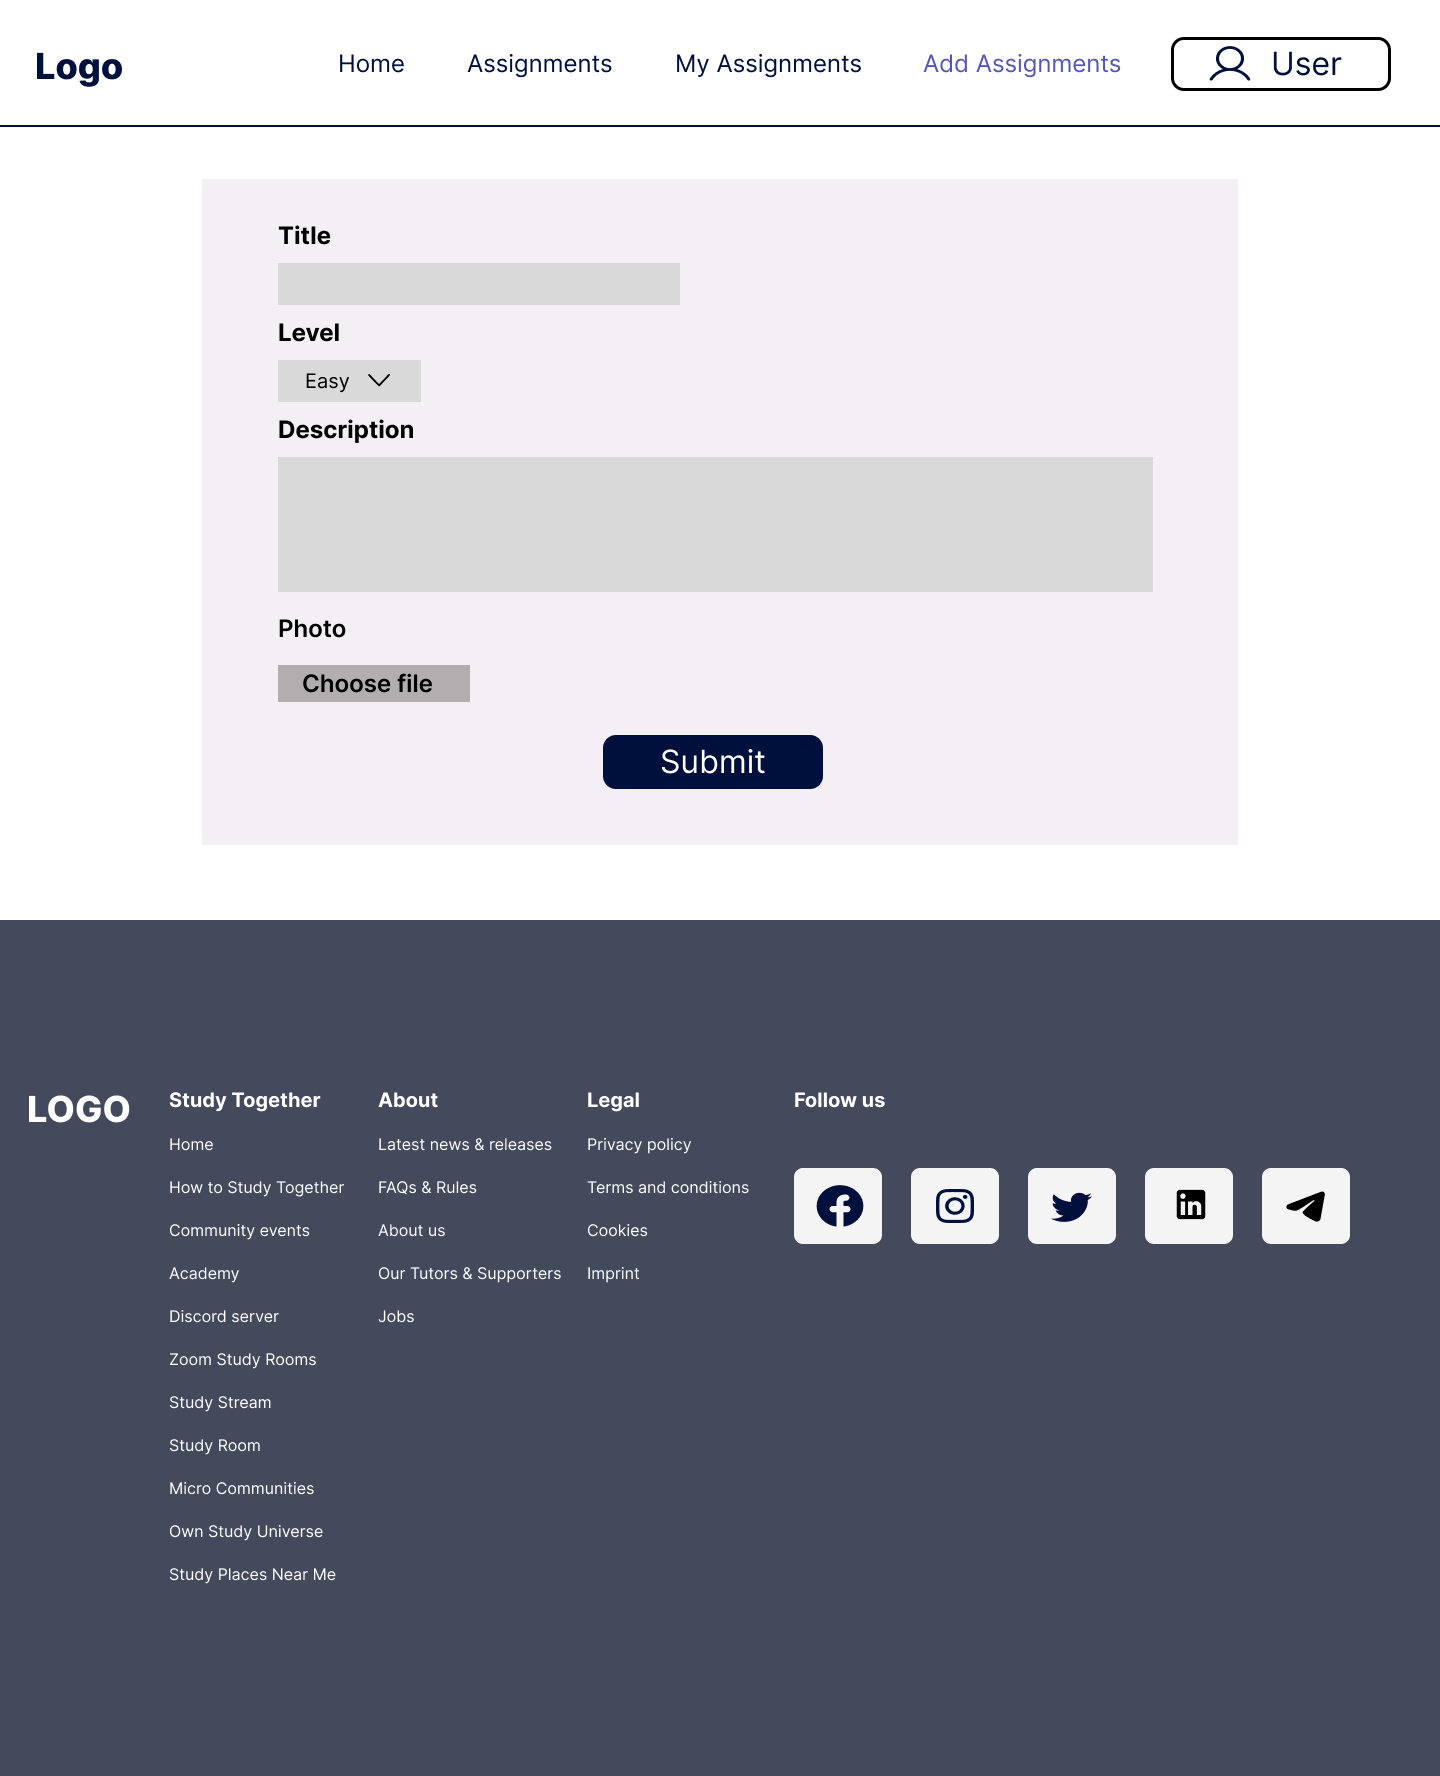 Logo
Home
Assignments
My Assignments
Add Assignments
User
Title
Level
Easy
Description
Photo
Choose file
Submit
LOGO
Study Together
Home
How to Study Together
Community events
Academy
Discord server
Zoom Study Rooms
Study Stream
Study Room
Micro Communities
Own Study Universe
Study Places Near Me
About
Latest news & releases
FAQs & Rules
About us
Our Tutors & Supporters
Jobs
Legal
Privacy policy
Terms and conditions
Cookies
Imprint
Follow us
in